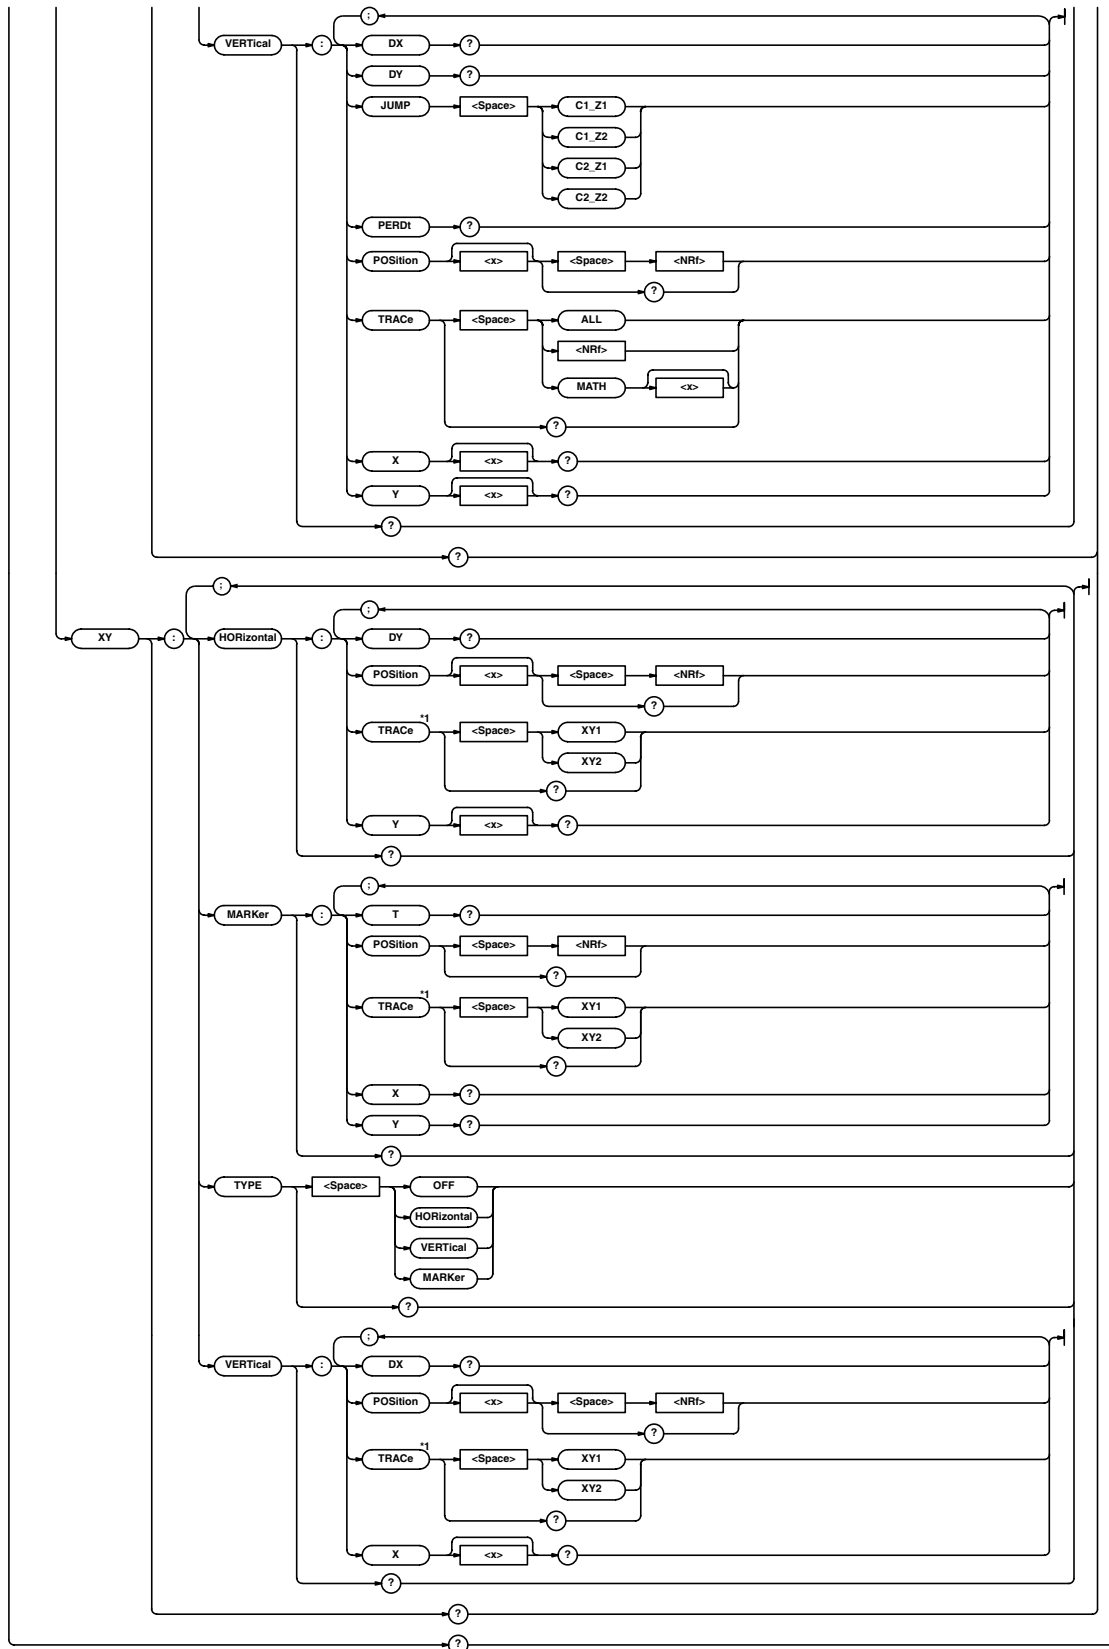 ;
VERTical : DX ?
DY ?
JUMP <Space> C1_Z1
C1_Z2
C2_Z1
C2_Z2
PERDt ?
POSition <x> <Space> <NRf>
?
TRACe <Space> ALL
<NRf>
MATH <x>
?
X <x> ?
Y <x> ?
?
?
;
;
XY : HORizontal : DY ?
POSition <x> <Space> <NRf>
?
TRACe *1 <Space> XY1
XY2
?
Y <x> ?
?
;
MARKer : T ?
POSition <Space> <NRf>
?
TRACe *1 <Space> XY1
XY2
?
X ?
Y ?
?
TYPE <Space> OFF
HORizontal
VERTical
MARKer
?
;
VERTical : DX ?
POSition <x> <Space> <NRf>
?
TRACe *1 <Space> XY1
XY2
?
X <x> ?
?
?
?